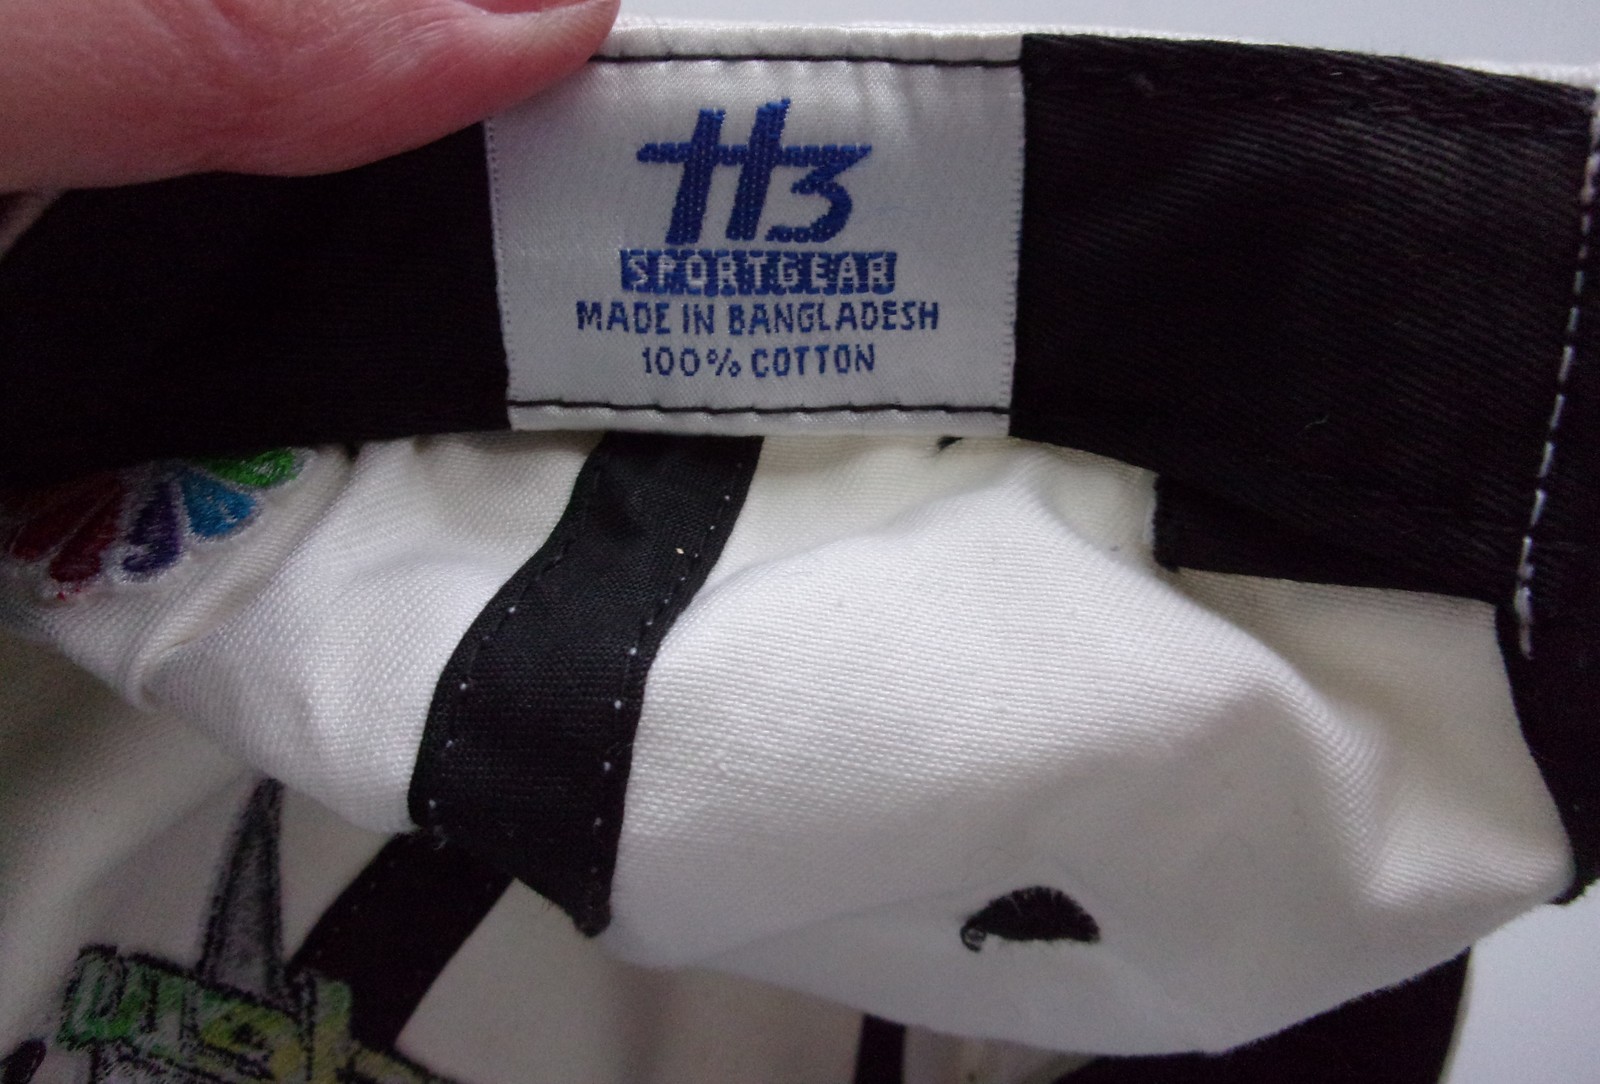 H3
SPORTGEAR
MADE IN BANGLADESH
100% COTTON